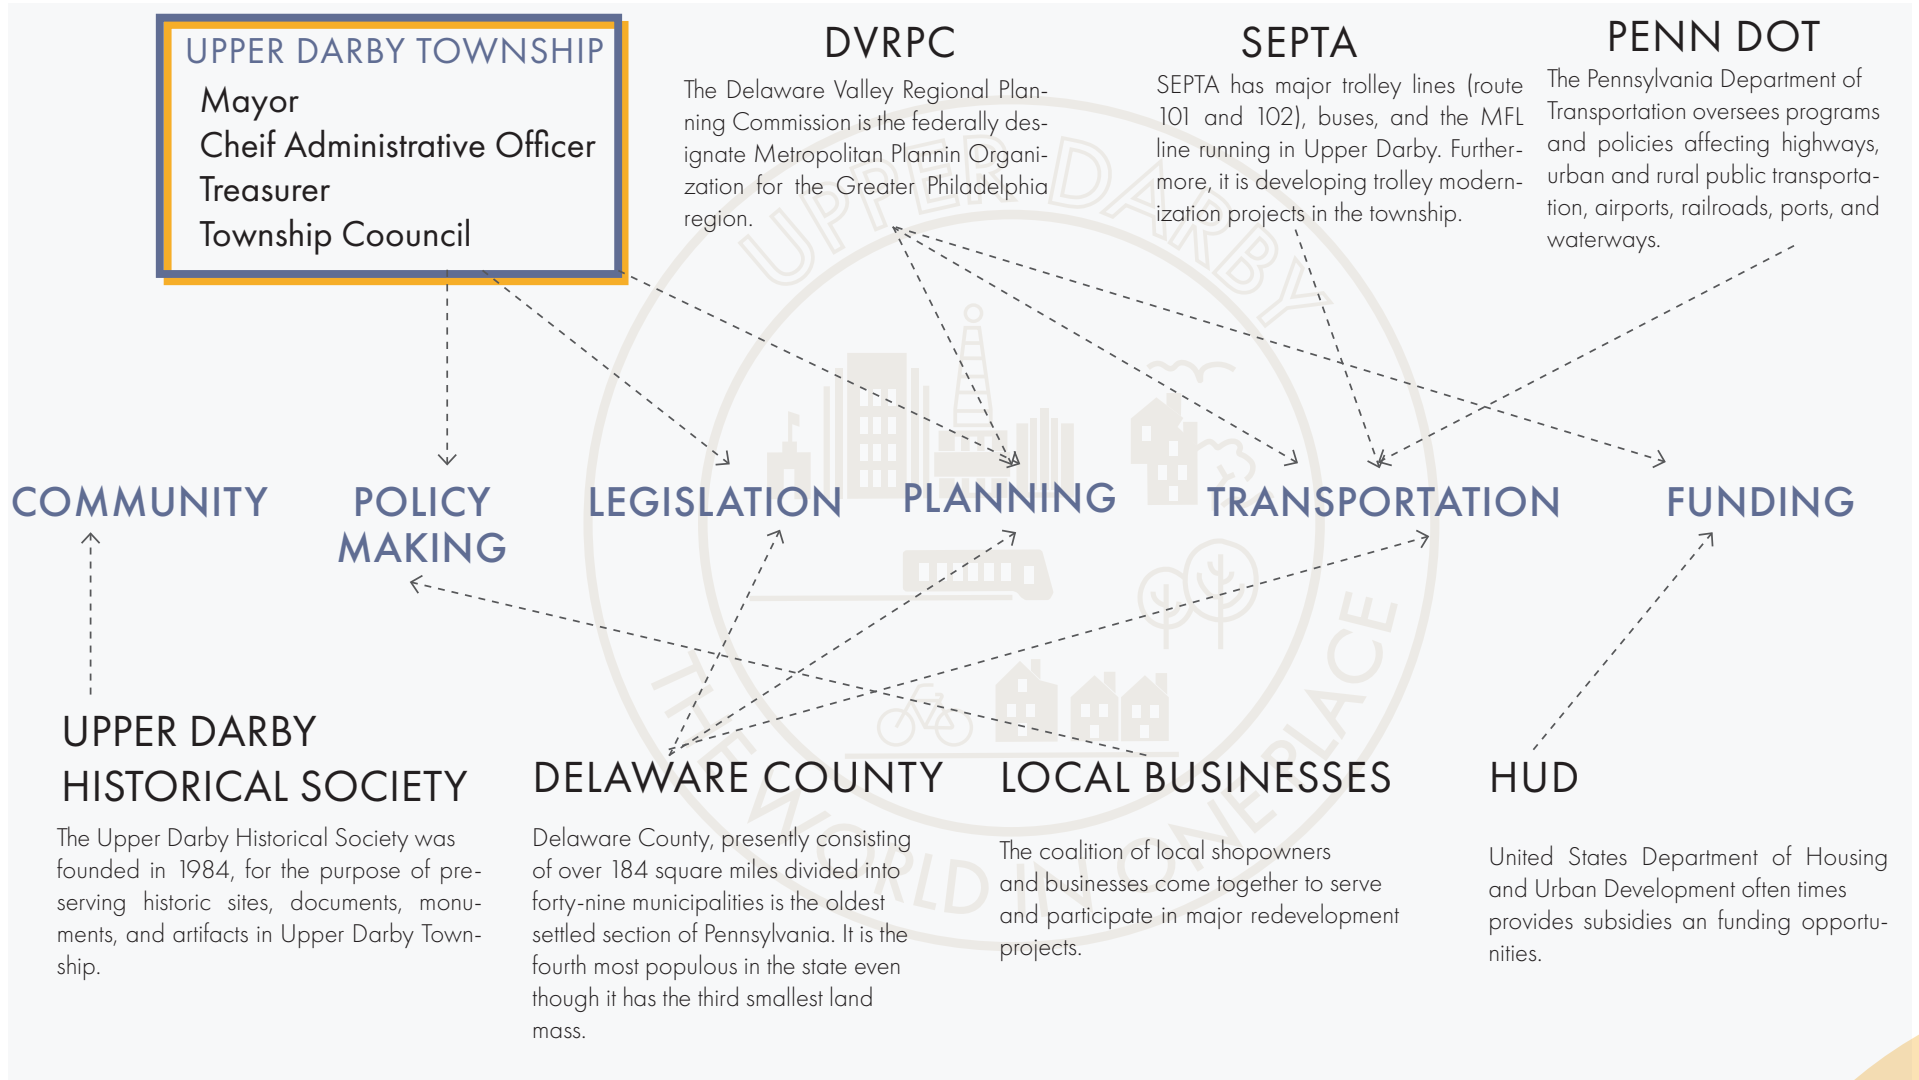 UPPER DARBY TOWNSHIP
Mayor
Cheif Administrative Officer
Treasurer
Township Coouncil
DVRPC
The Delaware Valley Regional Plan-
ning Commission is the federally des-
ignate Metropolitan Plannin Organi-
zation for the Greater Philadelphia
region.
SEPTA
SEPTA has major trolley lines (route
101 and 102), buses, and the MFL
line running in Upper Darby. Further-
more, it is developing trolley modern-
ization projects in the township.
PENN DOT
The Pennsylvania Department of
Transportation oversees programs
and policies affecting highways,
urban and rural public transporta-
tion, airports, railroads, ports, and
waterways.
UPPER DARBY
COMMUNITY
POLICY
MAKING
LEGISLATION
PLANNING
TRANSPORTATION
FUNDING
THE WORLD IN ONE PLACE
UPPER DARBY
HISTORICAL SOCIETY
The Upper Darby Historical Society was
founded in 1984, for the purpose of pre-
serving historic sites, documents, monu-
ments, and artifacts in Upper Darby Town-
ship.
DELAWARE COUNTY
Delaware County, presently consisting
of over 184 square miles divided into
forty-nine municipalities is the oldest
settled section of Pennsylvania. It is the
fourth most populous in the state even
though it has the third smallest land
mass.
LOCAL BUSINESSES
The coalition of local shopowners
and businesses come together to serve
and participate in major redevelopment
projects.
HUD
United States Department of Housing
and Urban Development often times
provides subsidies an funding opportu-
nities.